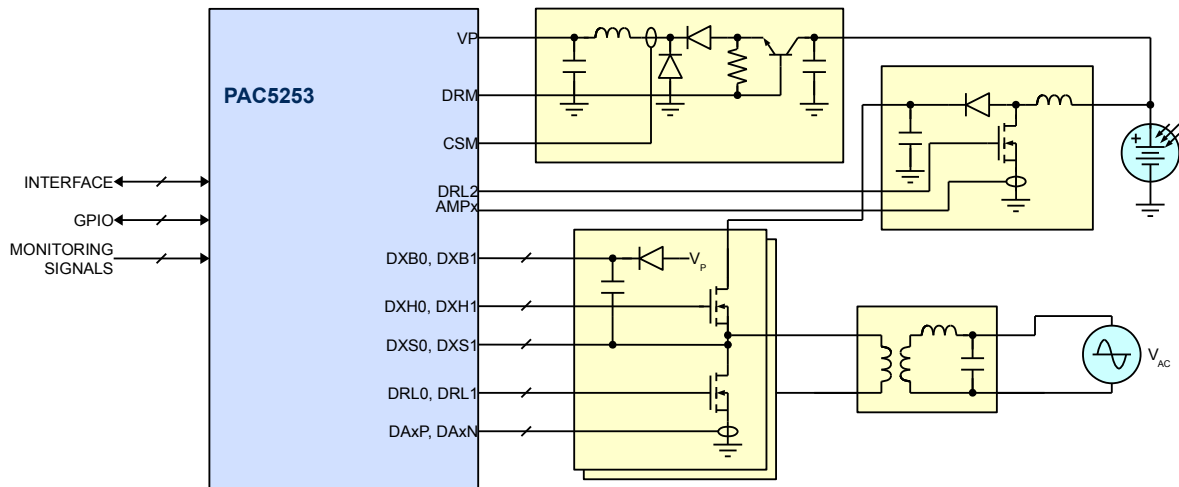 VP
PAC5253
DRM
CSM
+
INTERFACE
DRL2
AMPx
GPIO
MONITORING
SIGNALS
DXB0, DXB1
VP
DXH0, DXH1
DXS0, DXS1
VAC
DRL0, DRL1
DAxP, DAxN